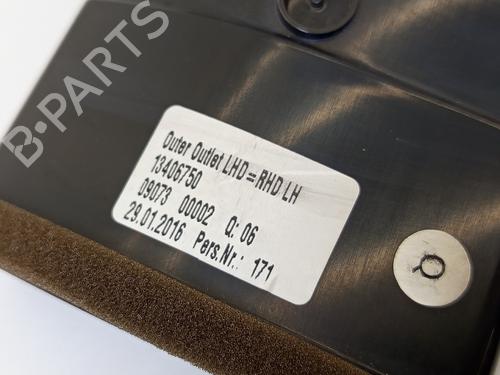 B-PARTS
Outer Outlet LHD=RHD LH
13406750
09073 00002 Q: 06
29.01.2016 Pers.Nr.: 171